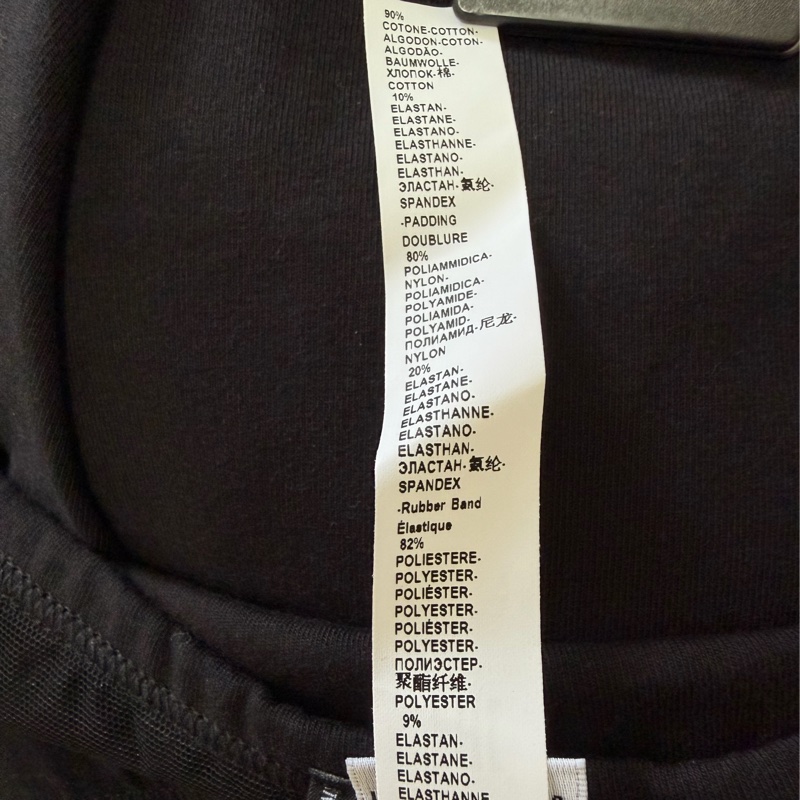 90%
COTONE-COTTON-
ALGODON-COTON-
ALGODÃO-
BAUMWOLLE-
ХЛОПОК-棉-
COTTON
10%
ELASTAN-
ELASTANE-
ELASTANO-
ELASTHANNE-
ELASTANO-
ELASTHAN-
ЭЛАСТАН-氨纶-
SPANDEX
-PADDING
DOUBLURE
80%
POLIAMMIDICA-
NYLON-
POLIAMIDICA-
POLYAMIDE-
POLIAMIDA-
POLYAMID-
ПОЛИАМИД-尼龙-
NYLON
20%
ELASTAN-
ELASTANE-
ELASTANO-
ELASTHANNE-
ELASTANO-
ELASTHAN-
ЭЛАСТАН-氨纶-
SPANDEX
-Rubber Band
Élastique
82%
POLIESTERE-
POLYESTER-
POLIÉSTER-
POLYESTER-
POLIÉSTER-
POLYESTER-
ПОЛИЭСТЕР-
聚酯纤维-
POLYESTER
9%
ELASTAN-
ELASTANE-
ELASTANO-
ELASTHANNE